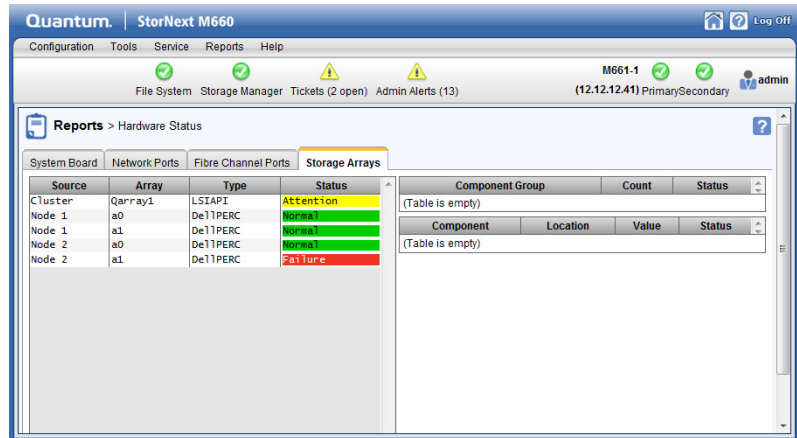 Quantum. | StorNext M660 Log Off
Configuration Tools Service Reports Help
M661-1
File System Storage Manager Tickets (2 open) Admin Alerts (13) (12.12.12.41) Primary Secondary admin
Reports > Hardware Status
System Board Network Ports Fibre Channel Ports Storage Arrays
Source Array Type Status
Cluster Qarray1 LSIAPI Attention
Node 1 a0 DellPERC Normal
Node 1 a1 DellPERC Normal
Node 2 a0 DellPERC Normal
Node 2 a1 DellPERC Failure
Component Group Count Status
(Table is empty)
Component Location Value Status
(Table is empty)